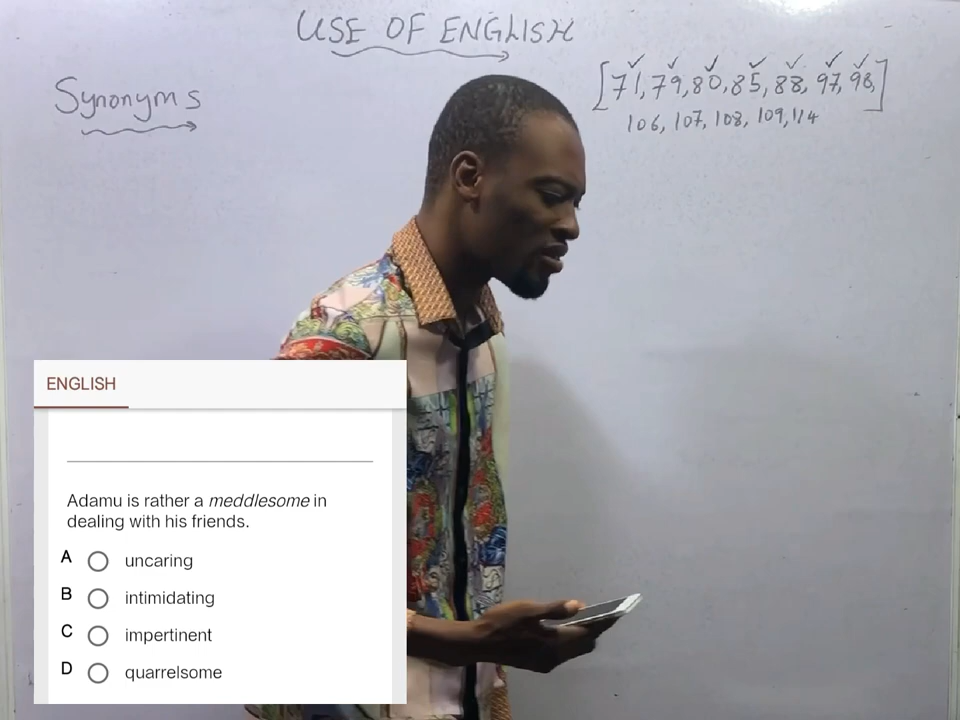 USE OF ENGLISH
Synonyms
[71, 79, 80, 85, 88, 97, 98,]
106, 107, 108, 109, 114
ENGLISH
Adamu is rather a meddlesome in
dealing with his friends.
A uncaring
B intimidating
C impertinent
D quarrelsome